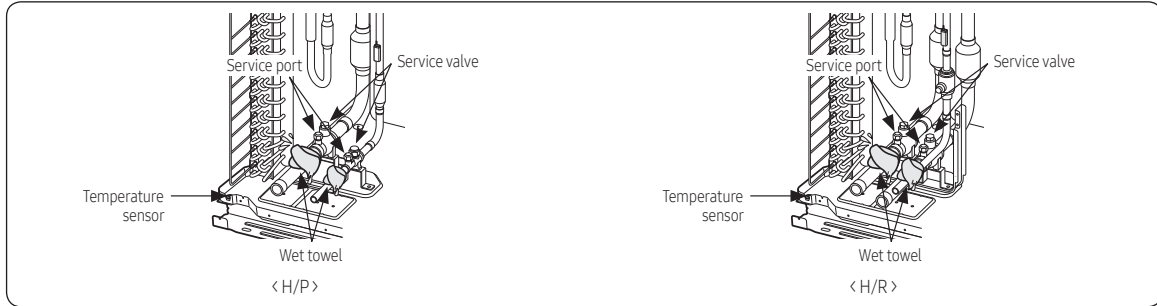 Service port
Service valve
Temperature
sensor
Wet towel
< H/P >
Service port
Service valve
Temperature
sensor
Wet towel
< H/R >